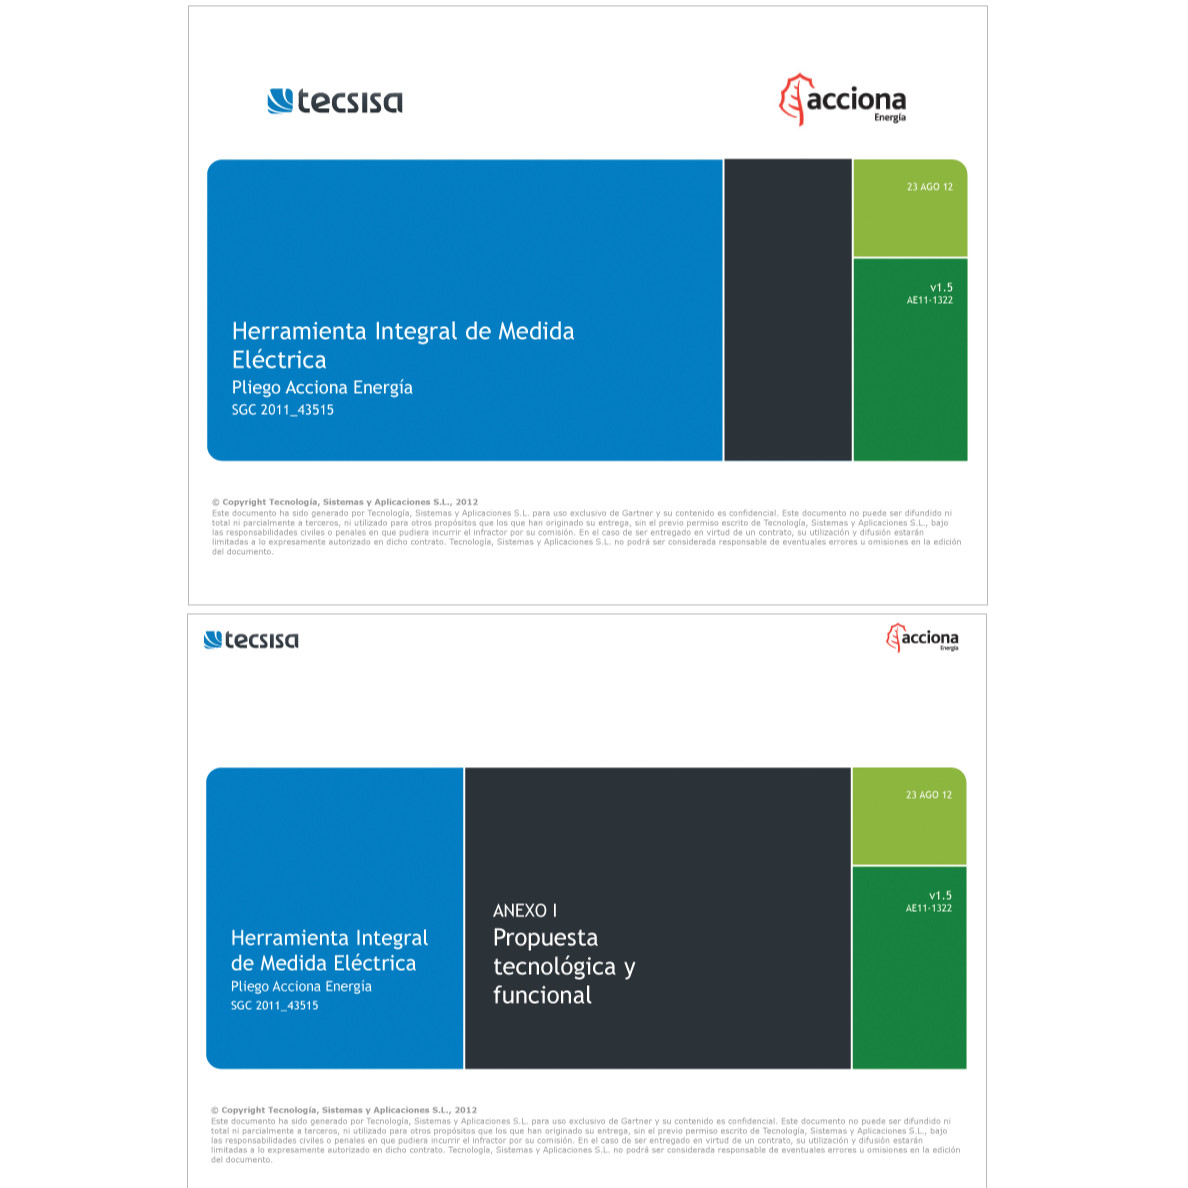 tecsisa
acciona
Energía
23 AGO 12
v1.5
AE11-1322
Herramienta Integral de Medida
Eléctrica
Pliego Acciona Energía
SGC 2011_43515
© Copyright Tecnología, Sistemas y Aplicaciones S.L., 2012
Este documento ha sido generado por Tecnología, Sistemas y Aplicaciones S.L. para uso exclusivo de Gartner y su contenido es confidencial. Este documento no puede ser difundido ni
total ni parcialmente a terceros, ni utilizado para otros propósitos que los que han originado su entrega, sin el previo permiso escrito de Tecnología, Sistemas y Aplicaciones S.L., bajo
las responsabilidades civiles o penales en que pudiera incurrir el infractor por su comisión. En el caso de ser entregado en virtud de un contrato, su utilización y difusión estarán
limitadas a lo expresamente autorizado en dicho contrato. Tecnología, Sistemas y Aplicaciones S.L. no podrá ser considerada responsable de eventuales errores u omisiones en la edición
del documento.
tecsisa
acciona
Energía
23 AGO 12
v1.5
AE11-1322
Herramienta Integral
de Medida Eléctrica
Pliego Acciona Energía
SGC 2011_43515
ANEXO I
Propuesta
tecnológica y
funcional
© Copyright Tecnología, Sistemas y Aplicaciones S.L., 2012
Este documento ha sido generado por Tecnología, Sistemas y Aplicaciones S.L. para uso exclusivo de Gartner y su contenido es confidencial. Este documento no puede ser difundido ni
total ni parcialmente a terceros, ni utilizado para otros propósitos que los que han originado su entrega, sin el previo permiso escrito de Tecnología, Sistemas y Aplicaciones S.L., bajo
las responsabilidades civiles o penales en que pudiera incurrir el infractor por su comisión. En el caso de ser entregado en virtud de un contrato, su utilización y difusión estarán
limitadas a lo expresamente autorizado en dicho contrato. Tecnología, Sistemas y Aplicaciones S.L. no podrá ser considerada responsable de eventuales errores u omisiones en la edición
del documento.